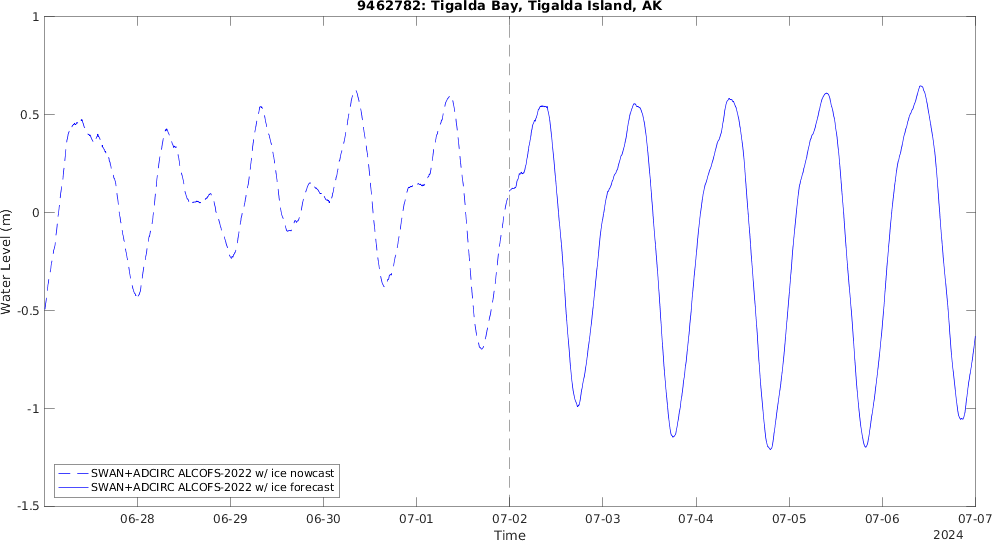 9462782: Tigalda Bay, Tigalda Island, AK
1
0.5
0
-0.5
-1
-1.5
Water Level (m)
SWAN+ADCIRC ALCOFS-2022 w/ ice nowcast
SWAN+ADCIRC ALCOFS-2022 w/ ice forecast
06-28 06-29 06-30 07-01 07-02 07-03 07-04 07-05 07-06 07-07
Time
2024